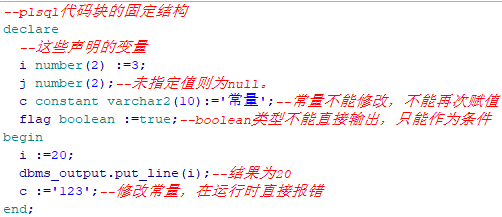 --plsql代码块的固定结构
declare
--这些声明的变量
i number(2) :=3;
j number(2);--未指定值则为null。
c constant varchar2(10):='常量';--常量不能修改，不能再次赋值
flag boolean :=true;--boolean类型不能直接输出，只能作为条件
begin
i :=20;
dbms_output.put_line(i);--结果为20
c :='123';--修改常量，在运行时直接报错
end;